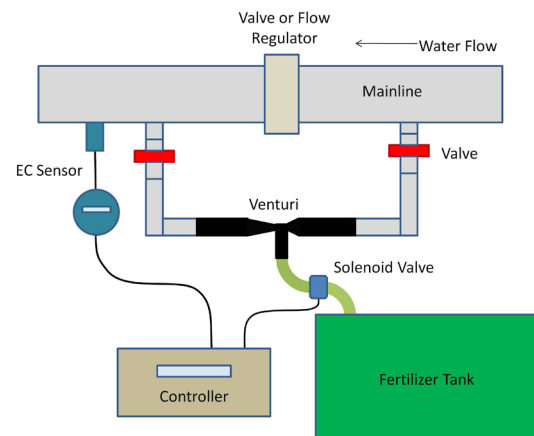 Valve or Flow
Regulator
Water Flow
Mainline
EC Sensor
Valve
Venturi
Solenoid Valve
Fertilizer Tank
Controller